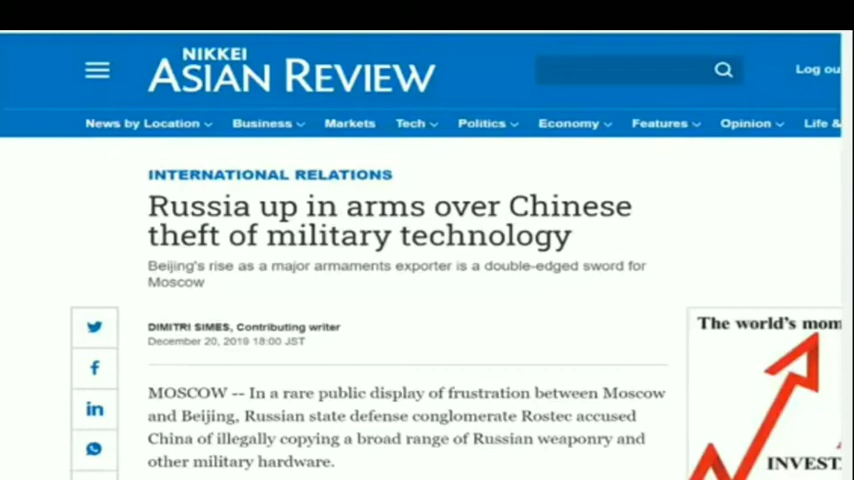 NIKKEI
ASIAN REVIEW
Log
News by Location Business Markets Tech Politics Economy Features Opinion Life &
INTERNATIONAL RELATIONS
Russia up in arms over Chinese
theft of military technology
Beijing's rise as a major armaments exporter is a double-edged sword for
Moscow
DIMITRI SIMES, Contributing writer
December 20, 2019 18:00 JST
The world's
MOSCOW -- In a rare public display of frustration between Moscow
and Beijing, Russian state defense conglomerate Rostec accused
China of illegally copying a broad range of Russian weaponry and
other military hardware.